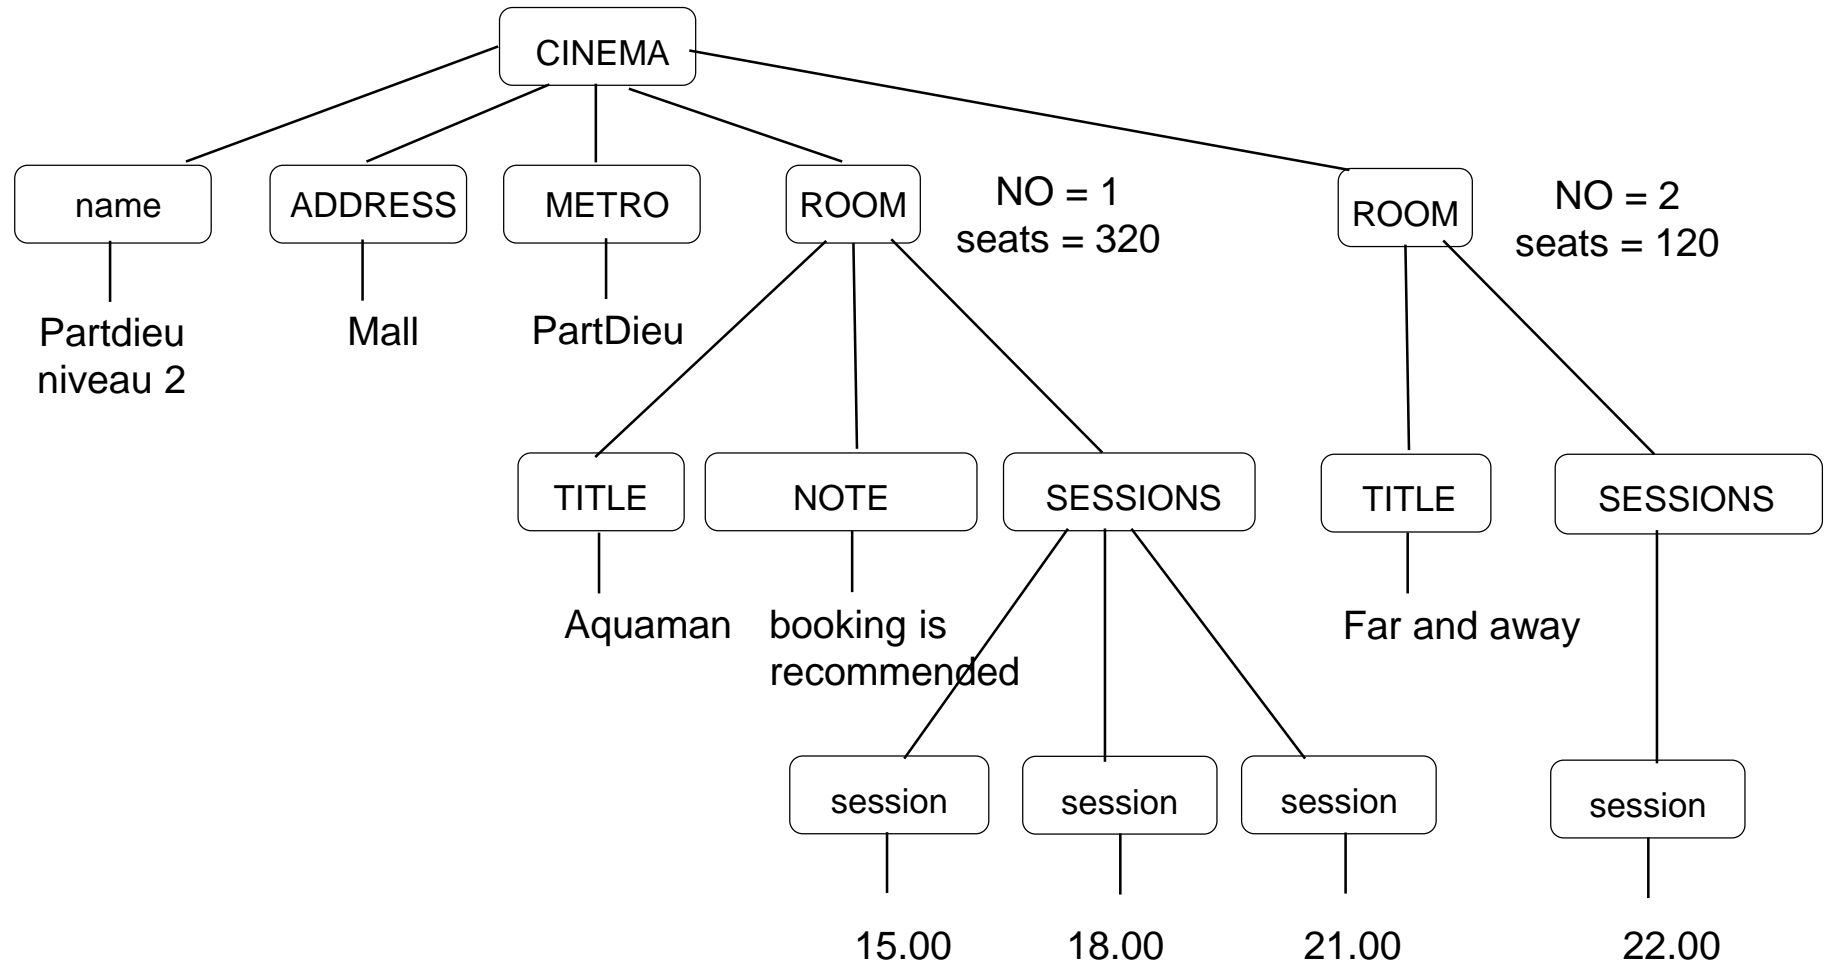 CINEMA
name
ADDRESS
METRO
ROOM
NO = 1
seats = 320
ROOM
NO = 2
seats = 120
Partdieu
niveau 2
Mall
PartDieu
TITLE
NOTE
SESSIONS
TITLE
SESSIONS
Aquaman
booking is
recommended
Far and away
session
session
session
session
15.00
18.00
21.00
22.00